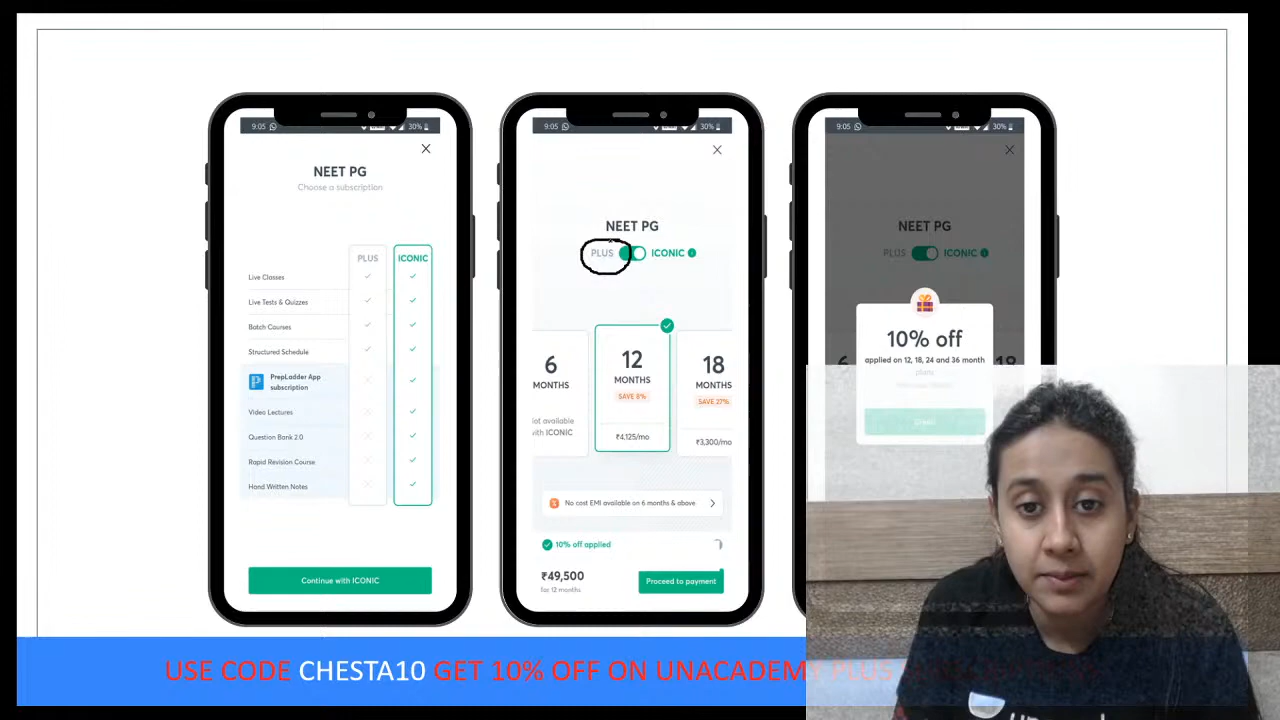 9:05 30%
NEET PG
Choose a subscription
PLUS ICONIC
Live Classes
Live Tests & Quizzes
Batch Courses
Structured Schedule
PrepLadder App
subscription
Video Lectures
Question Bank 2.0
Rapid Revision Course
Hand Written Notes
Continue with ICONIC
9:05 30%
NEET PG
PLUS ICONIC
6
MONTHS
with ICONIC
12
MONTHS
SAVE 8%
₹4,125/mo
18
MONTHS
SAVE 27%
₹3,300/mo
No cost EMI available on 6 months & above
10% off applied
₹49,500
for 12 months
Proceed to payment
9:05 30%
NEET PG
PLUS ICONIC
10% off
applied on 12, 18, 24 and 36 month
plans
USE CODE CHESTA10 GET 10% OFF ON UNACADEMY PLUS